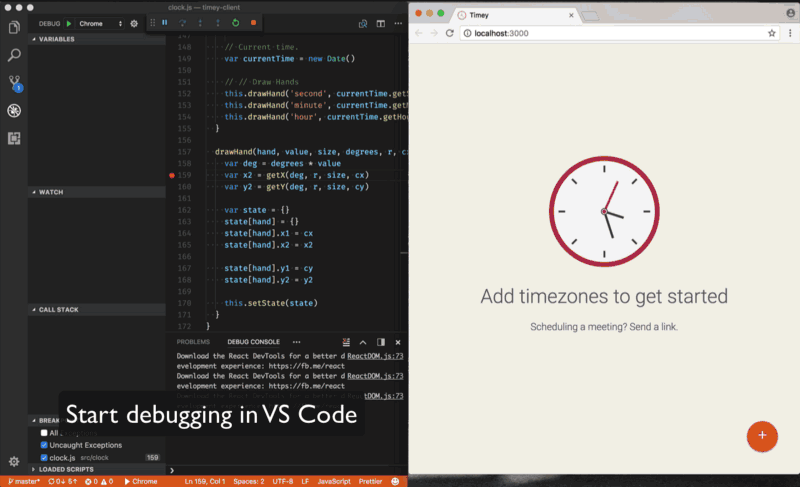 clock.js — timey-client
DEBUG
Chrome
VARIABLES
WATCH
CALL STACK
Uncaught Exceptions
clock.js src/clock 159
LOADED SCRIPTS
148 // Current time.
149 var currentTime = new Date()
150
151 // // Draw Hands
152 this.drawHand('second', currentTime.get
153 this.drawHand('minute', currentTime.get
154 this.drawHand('hour', currentTime.getHo
155 }
156
157 drawHand(hand, value, size, degrees, r, cx
158 var deg = degrees * value
159 var x2 = getX(deg, r, size, cx)
160 var y2 = getY(deg, r, size, cy)
161
162 var state = {}
163 state[hand] = {}
164 state[hand].x1 = cx
165 state[hand].x2 = x2
166
167 state[hand].y1 = cy
168 state[hand].y2 = y2
169
170 this.setState(state)
171 }
172 }
PROBLEMS DEBUG CONSOLE ...
Download the React DevTools for a better d ReactDOM.js:73
evelopment experience: https://fb.me/react
Download the React DevTools for a better d ReactDOM.js:73
evelopment experience: https://fb.me/react
Start debugging in VS Code
master* 0↓ 5↑ 0 0 Chrome Ln 159, Col 1 Spaces: 2 UTF-8 LF JavaScript Prettier
Timey
localhost:3000
Add timezones to get started
Scheduling a meeting? Send a link.
+